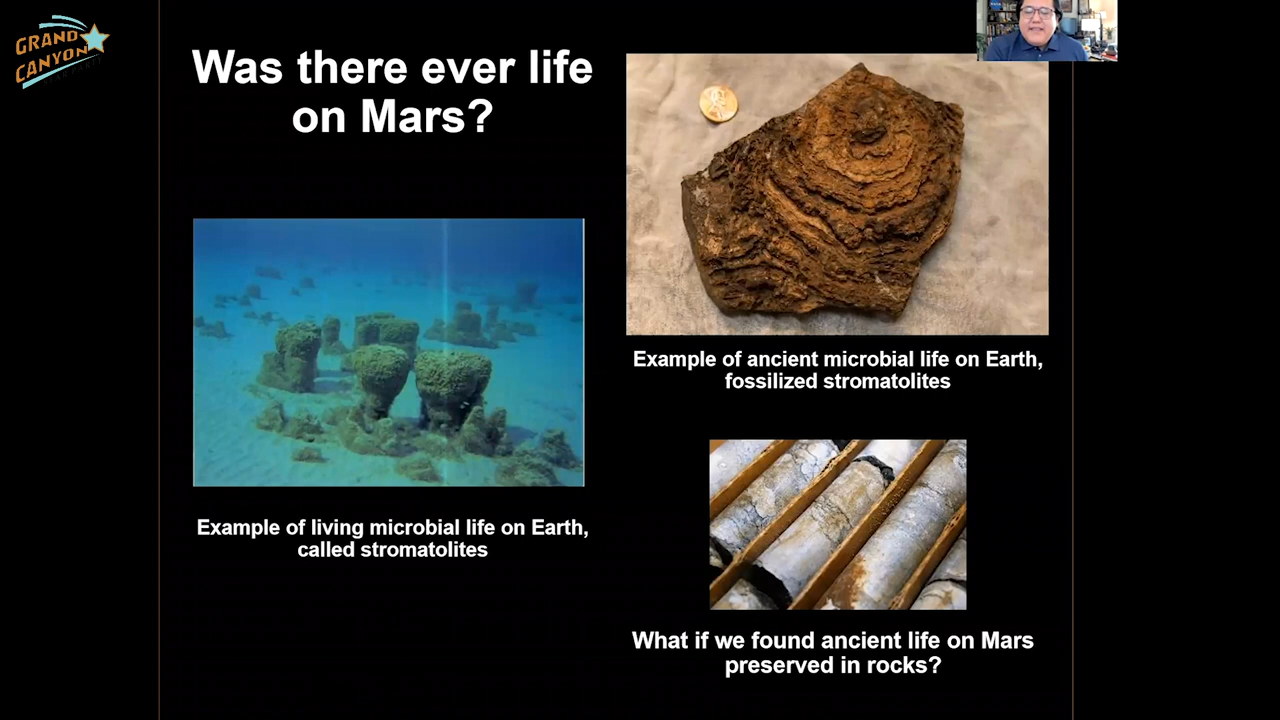 GRAND
CANYON
Was there ever life
on Mars?
Example of living microbial life on Earth,
called stromatolites
Example of ancient microbial life on Earth,
fossilized stromatolites
What if we found ancient life on Mars
preserved in rocks?